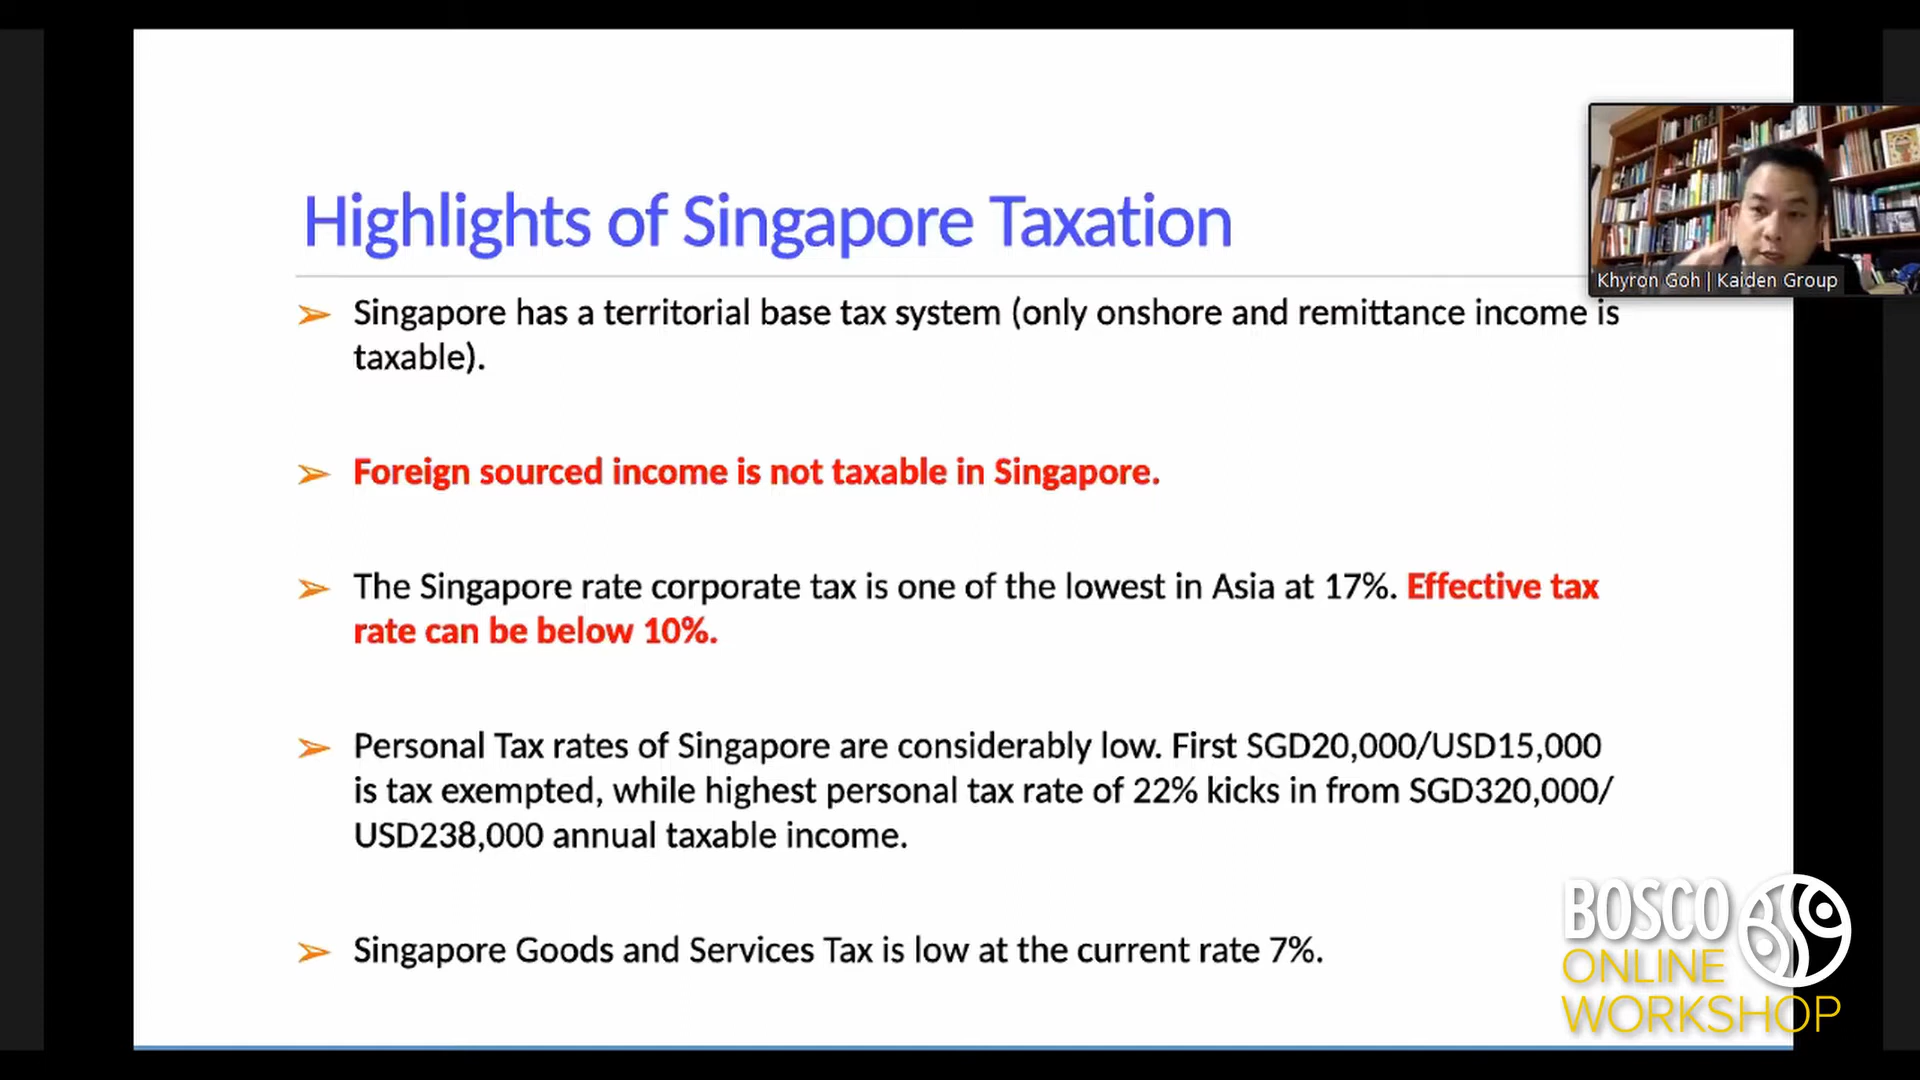 Highlights of Singapore Taxation
Khyron Goh | Kaiden Group
➢ Singapore has a territorial base tax system (only onshore and remittance income is
taxable).
➢ Foreign sourced income is not taxable in Singapore.
➢ The Singapore rate corporate tax is one of the lowest in Asia at 17%. Effective tax
rate can be below 10%.
➢ Personal Tax rates of Singapore are considerably low. First SGD20,000/USD15,000
is tax exempted, while highest personal tax rate of 22% kicks in from SGD320,000/
USD238,000 annual taxable income.
➢ Singapore Goods and Services Tax is low at the current rate 7%.
BOSCO
ONLINE
WORKSHOP